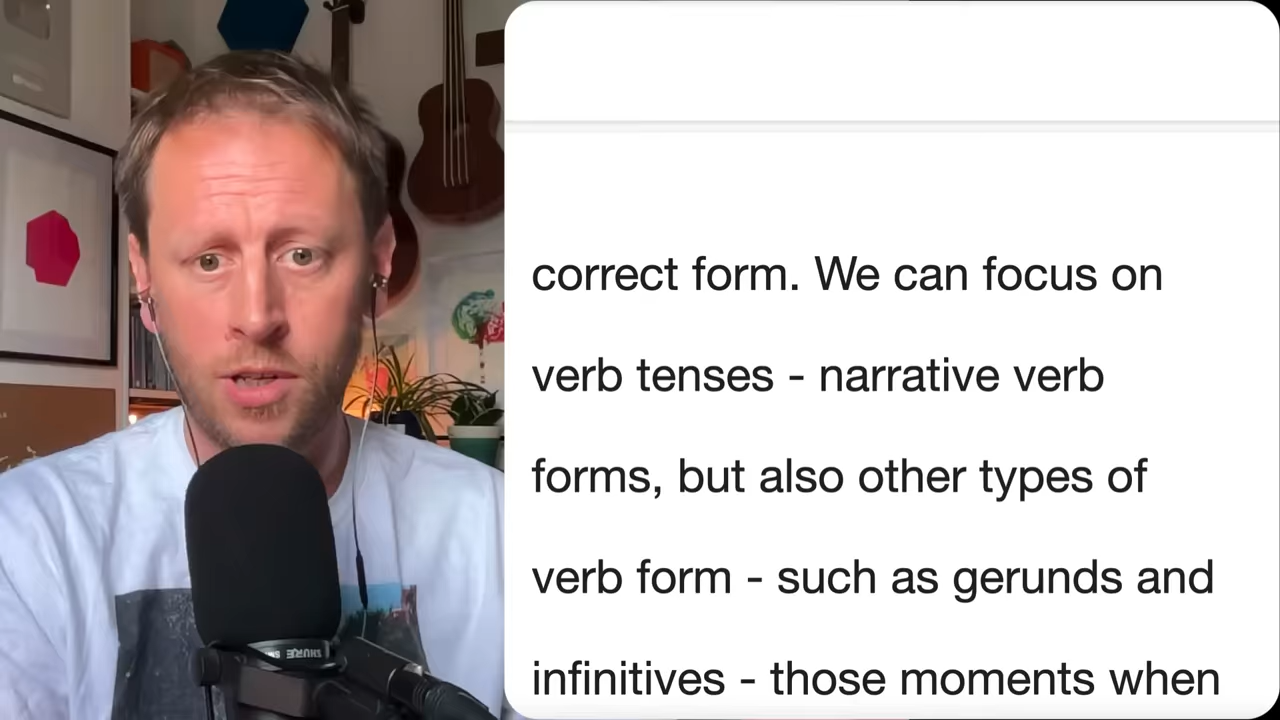 correct form. We can focus on
verb tenses - narrative verb
forms, but also other types of
verb form - such as gerunds and
infinitives - those moments when
SHURE